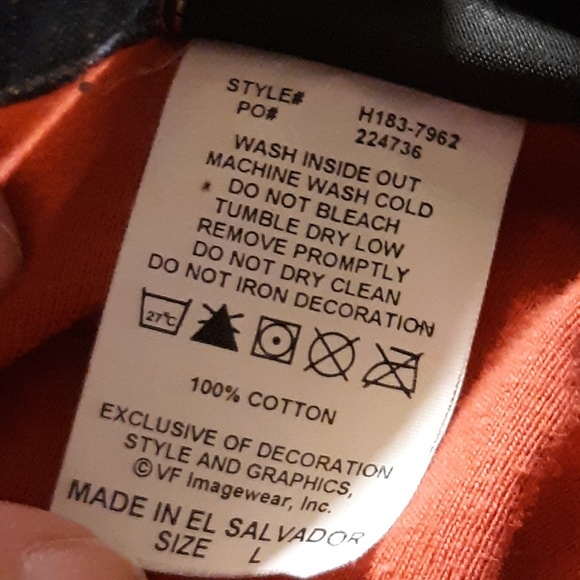 STYLE# H183-7962
PO# 224736
WASH INSIDE OUT
MACHINE WASH COLD
DO NOT BLEACH
TUMBLE DRY LOW
REMOVE PROMPTLY
DO NOT DRY CLEAN
DO NOT IRON DECORATION
27°C
100% COTTON
EXCLUSIVE OF DECORATION
STYLE AND GRAPHICS,
©VF Imagewear, Inc.
MADE IN EL SALVADOR
SIZE L